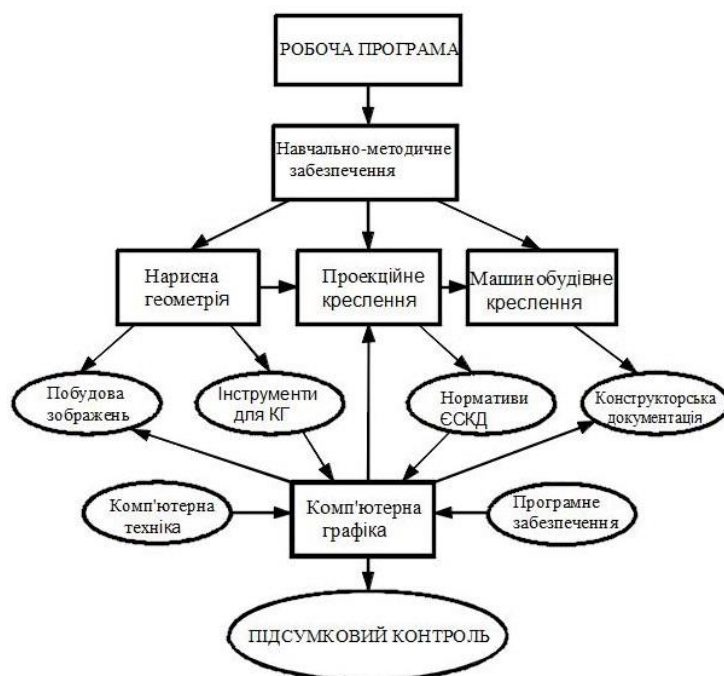 РОБОЧА ПРОГРАМА
Навчально-методичне
забезпечення
Нарисна
геометрія
Проекційне
креслення
Машинобудівне
креслення
Побудова
зображень
Інструменти
для КГ
Нормативи
ЄСКД
Конструкторська
документація
Комп'ютерна
техніка
Комп'ютерна
графіка
Програмне
забезпечення
ПІДСУМКОВИЙ КОНТРОЛЬ